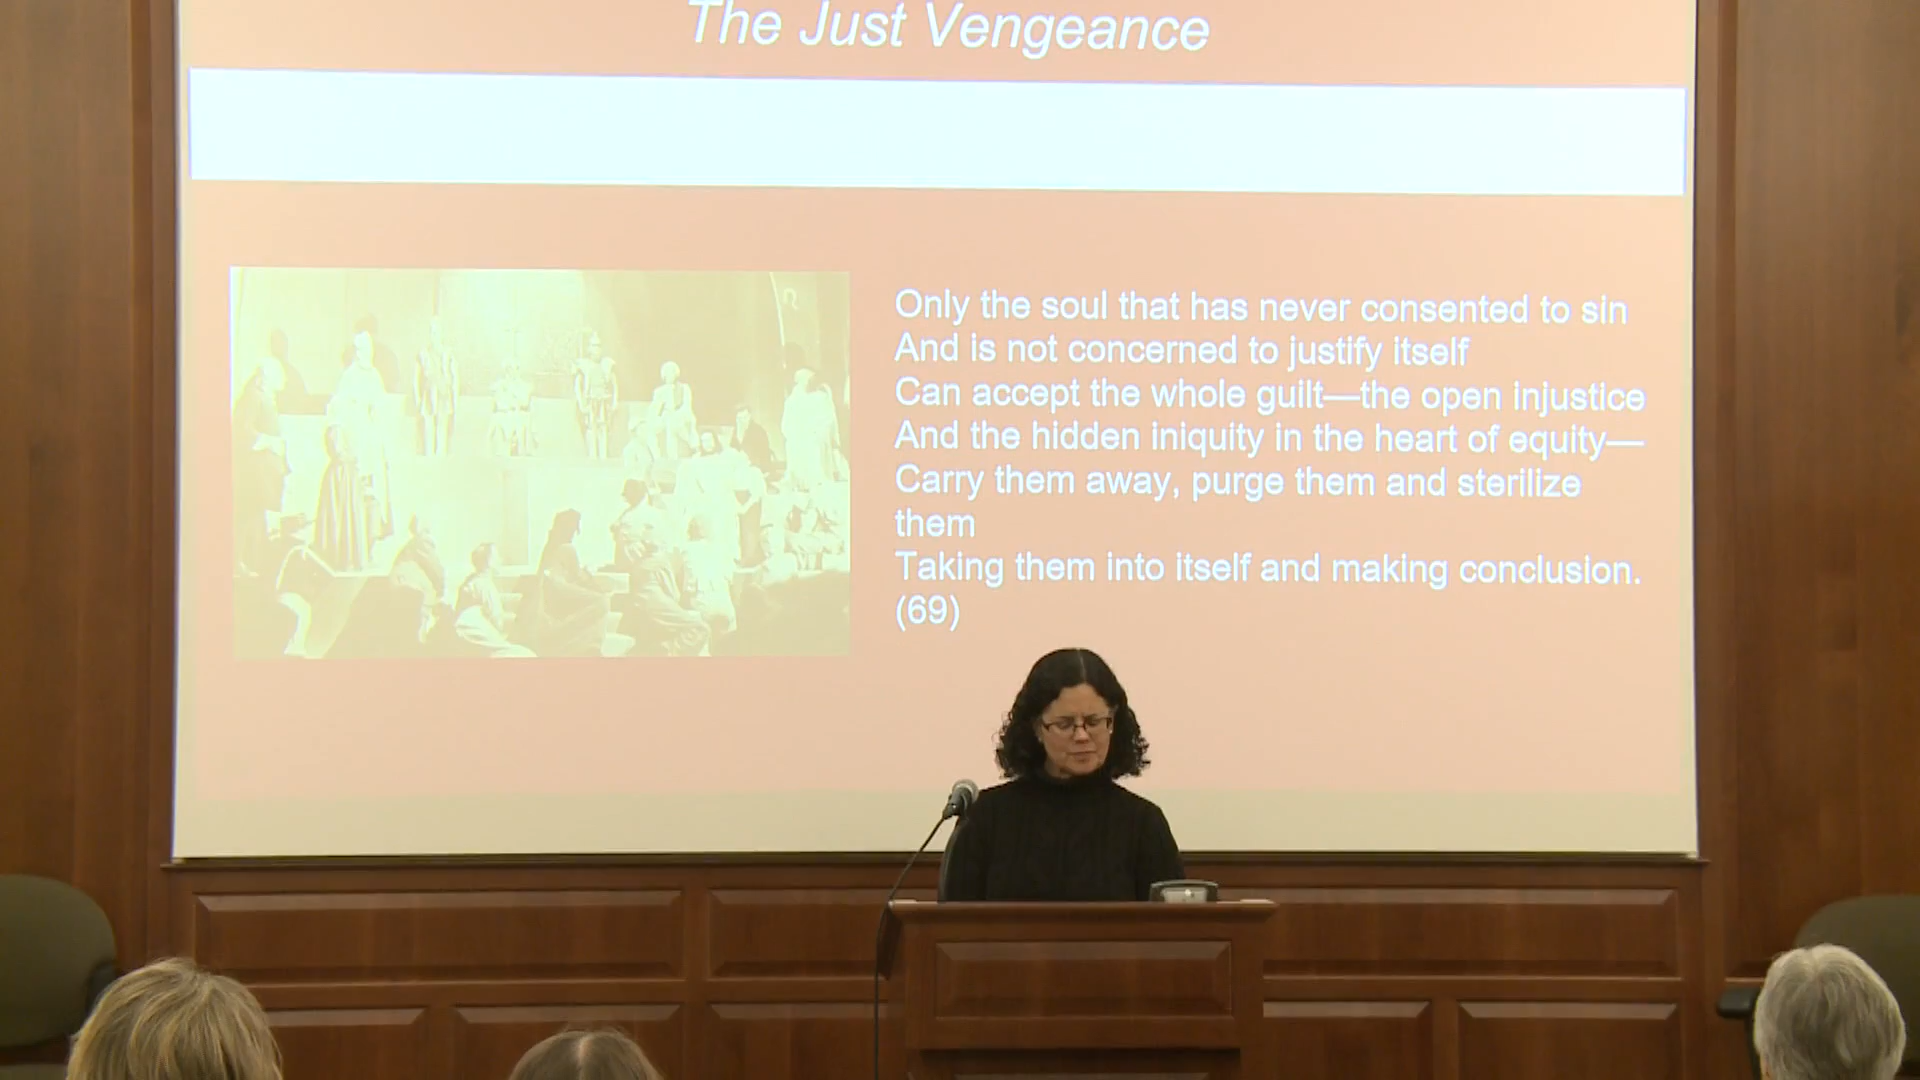 The Just Vengeance
Only the soul that has never consented to sin
And is not concerned to justify itself
Can accept the whole guilt—the open injustice
And the hidden iniquity in the heart of equity—
Carry them away, purge them and sterilize
them
Taking them into itself and making conclusion.
(69)